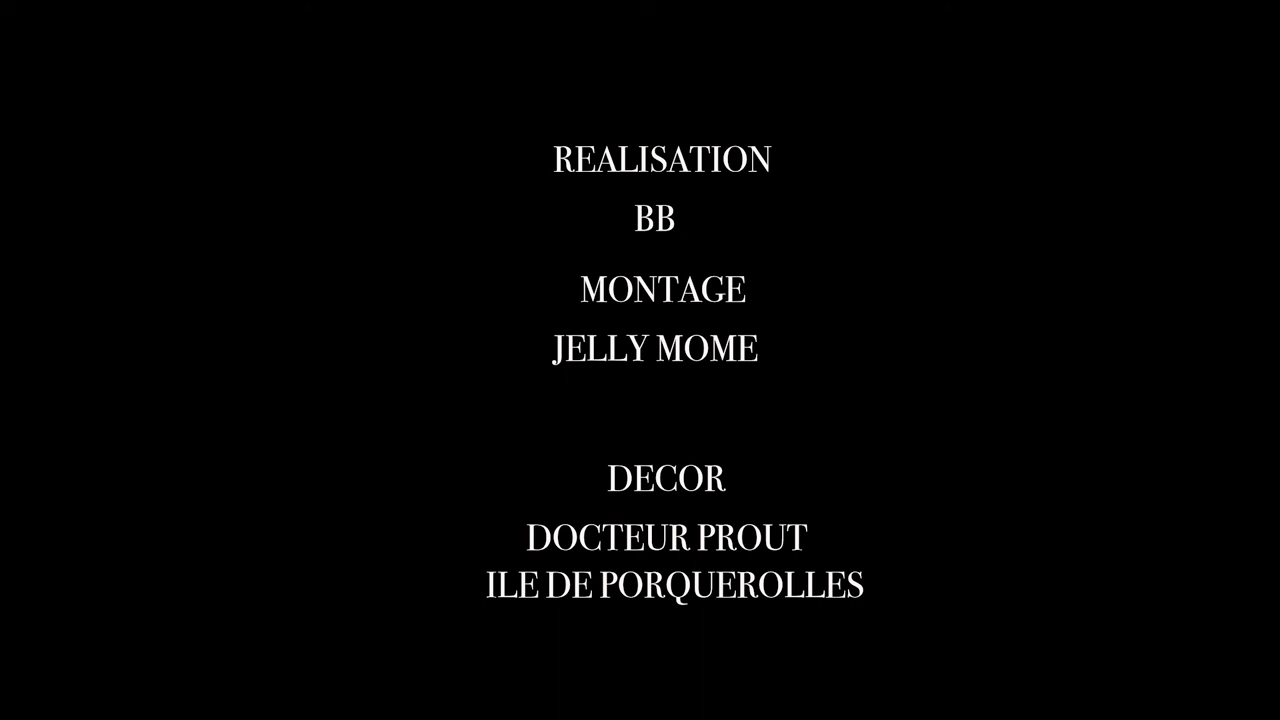 REALISATION
BB
MONTAGE
JELLY MOME
DECOR
DOCTEUR PROUT
ILE DE PORQUEROLLES